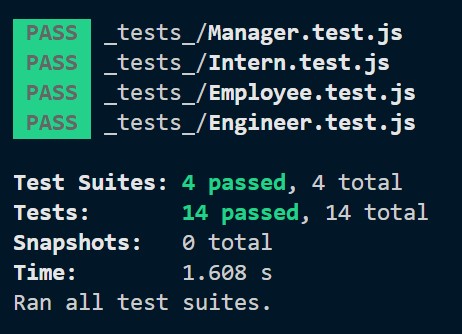 PASS _tests_/Manager.test.js
PASS _tests_/Intern.test.js
PASS _tests_/Employee.test.js
PASS _tests_/Engineer.test.js
Test Suites: 4 passed, 4 total
Tests: 14 passed, 14 total
Snapshots: 0 total
Time: 1.608 s
Ran all test suites.